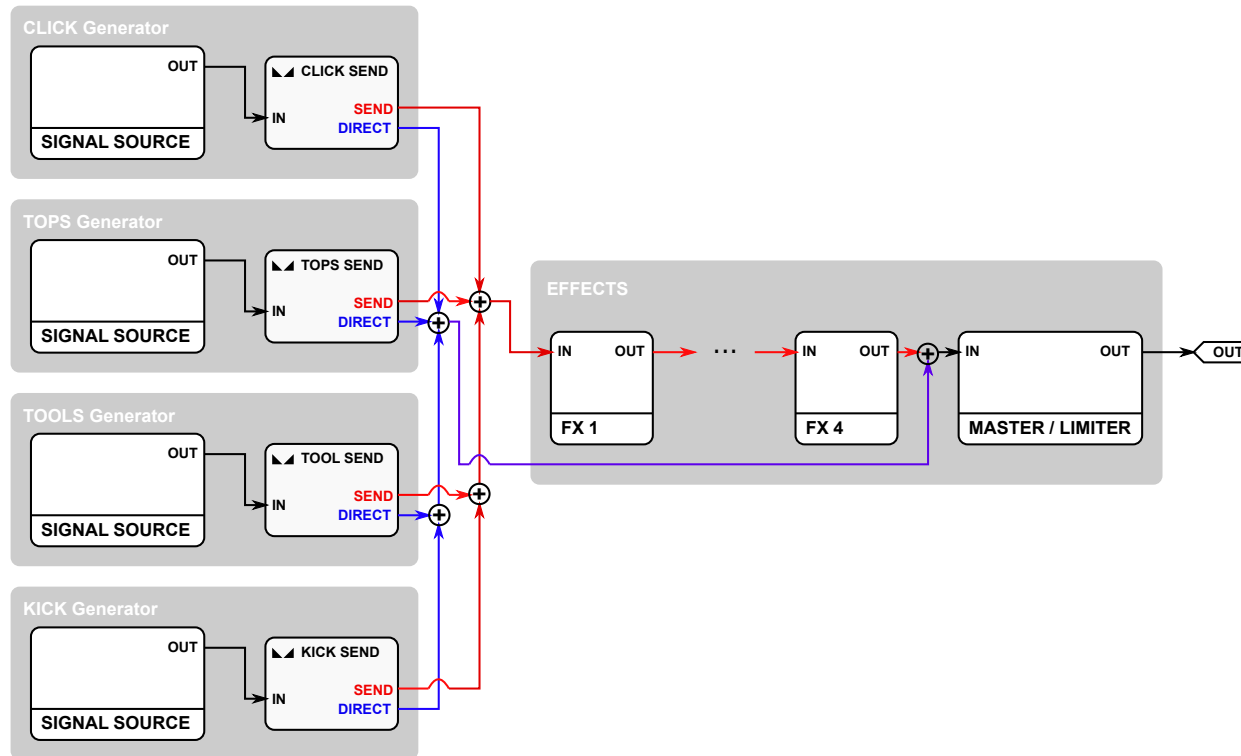 CLICK Generator
OUT
SIGNAL SOURCE
CLICK SEND
IN
SEND
DIRECT
TOPS Generator
OUT
SIGNAL SOURCE
TOPS SEND
IN
SEND
DIRECT
TOOLS Generator
OUT
SIGNAL SOURCE
TOOL SEND
IN
SEND
DIRECT
KICK Generator
OUT
SIGNAL SOURCE
KICK SEND
IN
SEND
DIRECT
EFFECTS
IN OUT
FX 1
...
IN OUT
FX 4
IN OUT
MASTER / LIMITER
OUT